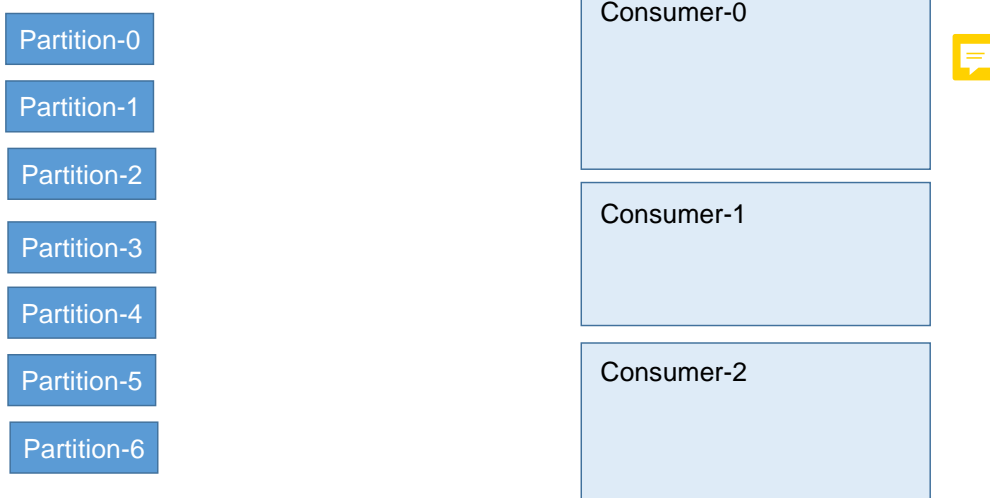 Partition-0
Partition-1
Partition-2
Partition-3
Partition-4
Partition-5
Partition-6
Consumer-0
Consumer-1
Consumer-2